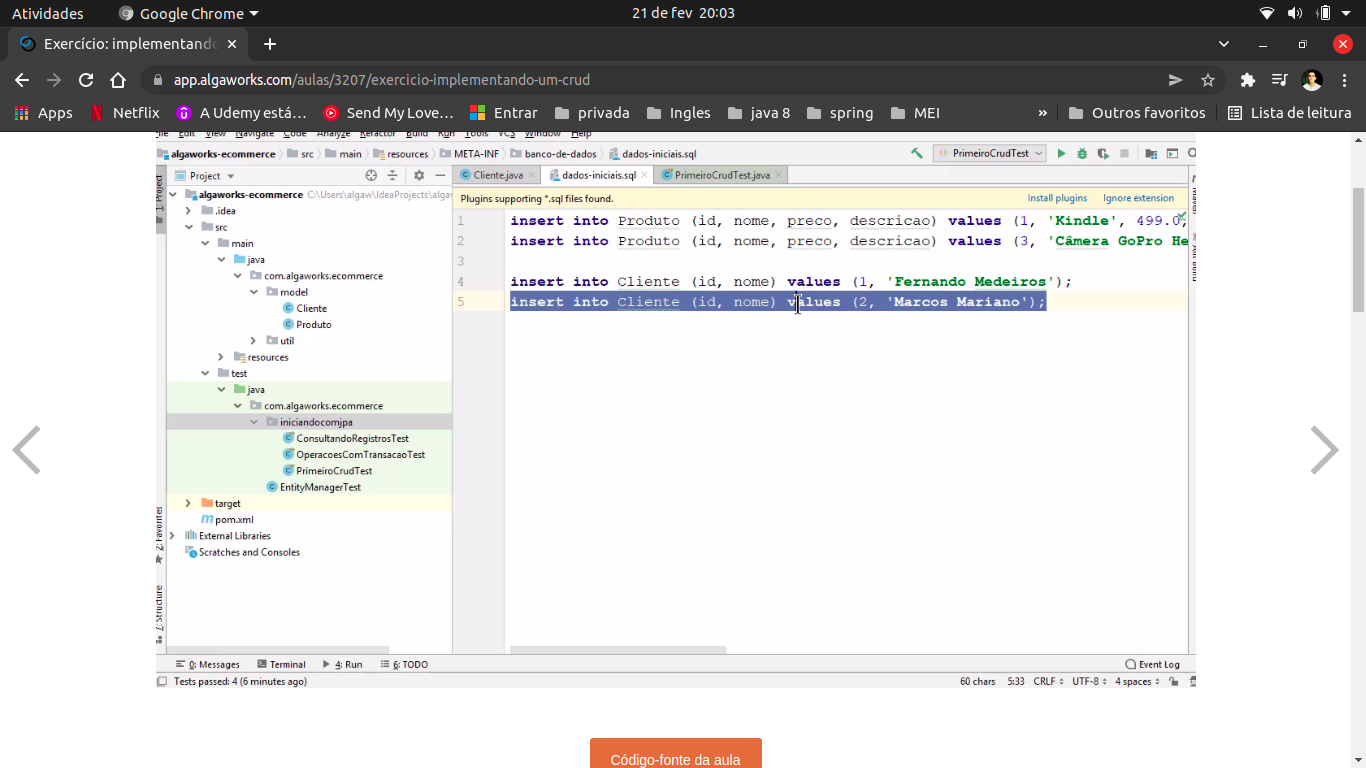 Atividades
Google Chrome
21 de fev 20:03
Exercício: implementando
app.algaworks.com/aulas/3207/exercicio-implementando-um-crud
Apps
Netflix
A Udemy está…
Send My Love…
Entrar
privada
Ingles
java 8
spring
MEI
»
Outros favoritos
Lista de leitura
File Edit View Navigate Code Analyze Refactor Build Run Tools VCS Window Help
algaworks-ecommerce src main resources META-INF banco-de-dados dados-iniciais.sql
PrimeiroCrudTest
1: Project
Project
Cliente.java
dados-iniciais.sql
PrimeiroCrudTest.java
algaworks-ecommerce C:\Users\algaw\IdeaProjects\algaw
.idea
src
main
java
com.algaworks.ecommerce
model
Cliente
Produto
util
resources
test
java
com.algaworks.ecommerce
iniciandocomjpa
ConsultandoRegistrosTest
OperacoesComTransacaoTest
PrimeiroCrudTest
EntityManagerTest
target
pom.xml
External Libraries
Scratches and Consoles
Plugins supporting *.sql files found.
Install plugins
Ignore extension
1 insert into Produto (id, nome, preco, descricao) values (1, 'Kindle', 499.0,
2 insert into Produto (id, nome, preco, descricao) values (3, 'Câmera GoPro He
3
4 insert into Cliente (id, nome) values (1, 'Fernando Medeiros');
5 insert into Cliente (id, nome) values (2, 'Marcos Mariano');
2: Favorites
7: Structure
0: Messages
Terminal
4: Run
6: TODO
Event Log
Tests passed: 4 (6 minutes ago)
60 chars
5:33
CRLF
UTF-8
4 spaces
Código-fonte da aula